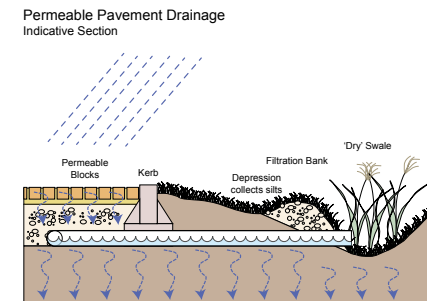 Permeable Pavement Drainage
Indicative Section
Permeable
Blocks
Kerb
Depression
collects silts
Filtration Bank
‘Dry’ Swale